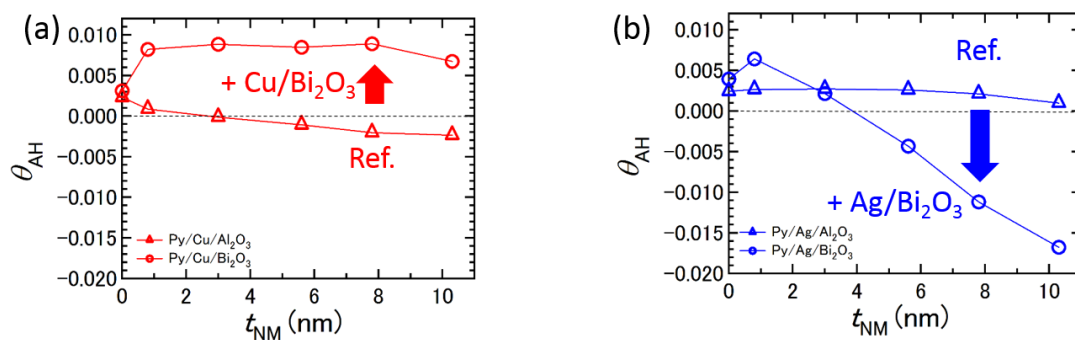 (a)
0.010
0.005
0.000
−0.005
−0.010
−0.015
−0.020
θAH
+ Cu/Bi2O3
Ref.
Py/Cu/Al2O3
Py/Cu/Bi2O3
0 2 4 6 8 10
tNM (nm)
(b)
0.010
0.005
0.000
−0.005
−0.010
−0.015
−0.020
θAH
Ref.
+ Ag/Bi2O3
Py/Ag/Al2O3
Py/Ag/Bi2O3
0 2 4 6 8 10
tNM (nm)